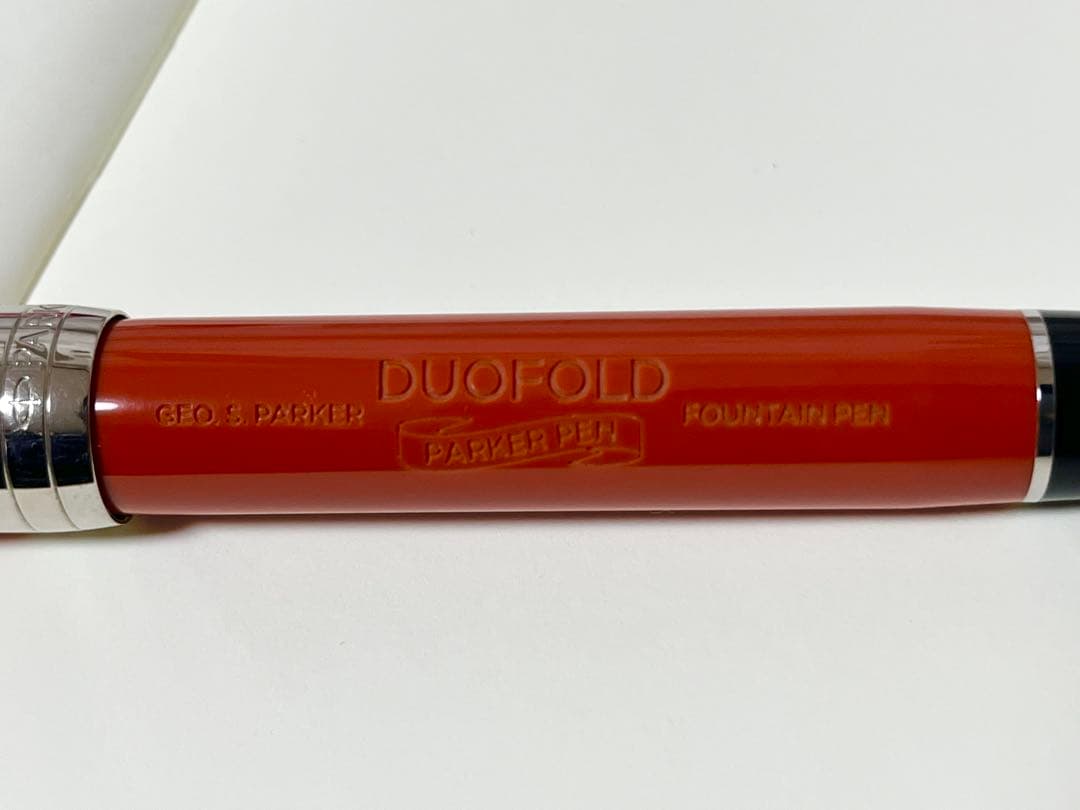 DUOFOLD
GEO. S. PARKER
PARKER PEN
FOUNTAIN PEN